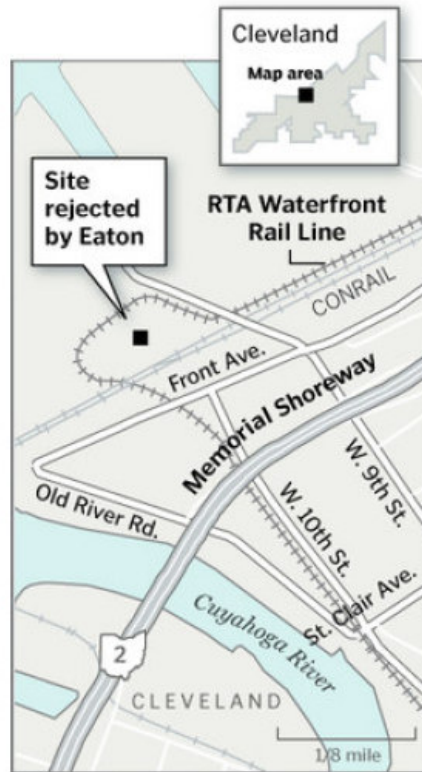 Cleveland
Map area
Site
rejected
by Eaton
RTA Waterfront
Rail Line
CONRAIL
Front Ave.
Memorial Shoreway
W. 9th St.
Old River Rd.
W. 10th St.
St. Clair Ave.
Cuyahoga River
2
CLEVELAND
1/8 mile